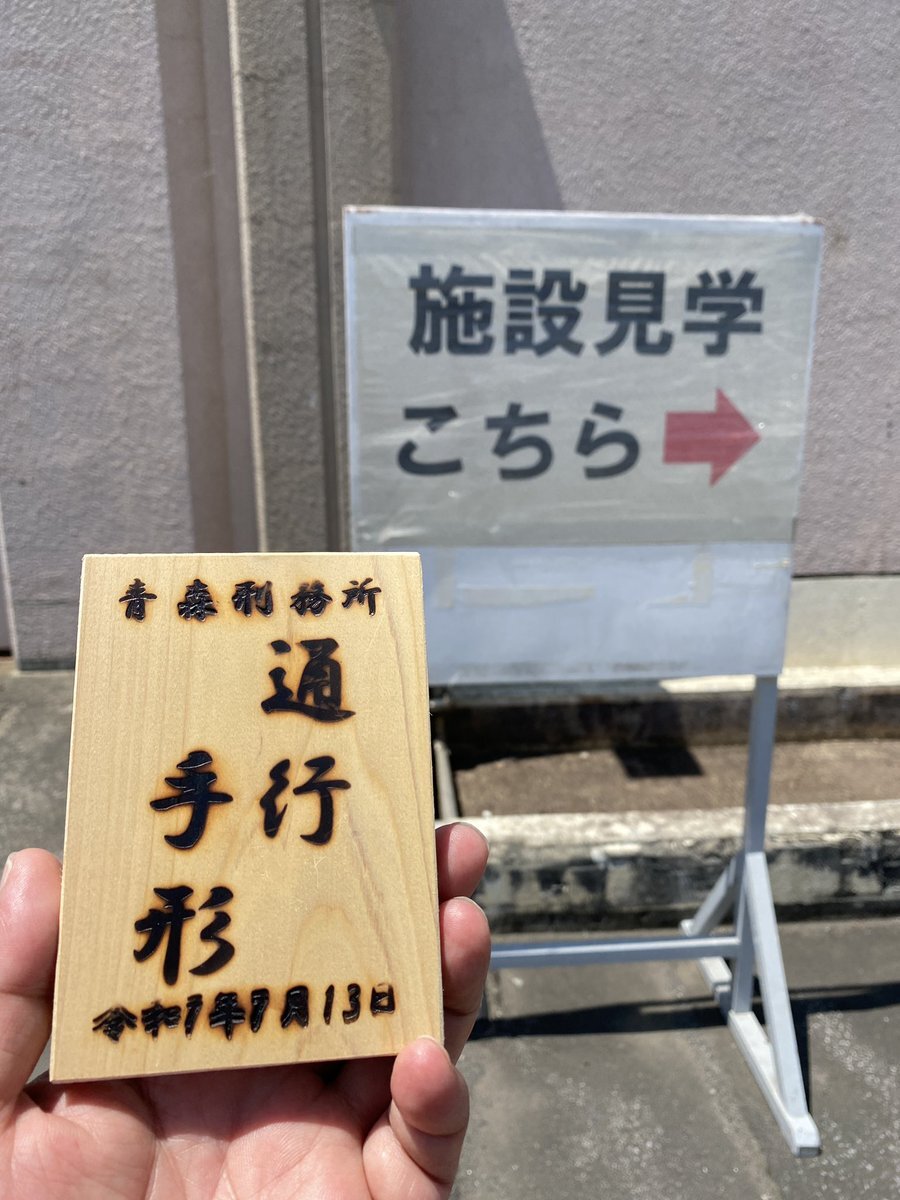 施設見学
こちら➡
青森刑務所
通行
手形
令和7年7月13日